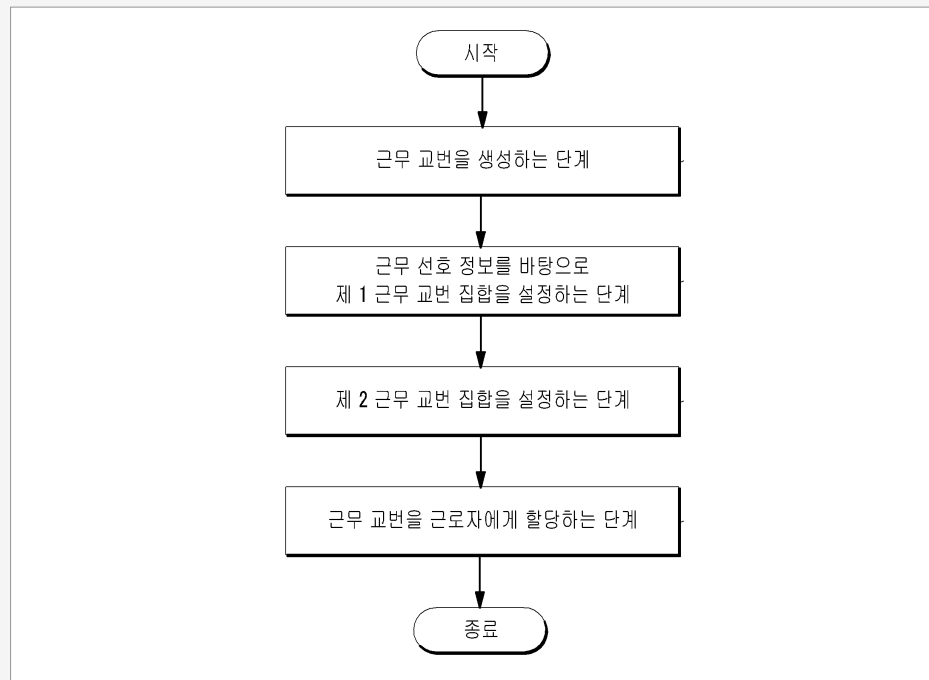 시작
근무 교번을 생성하는 단계
근무 선호 정보를 바탕으로
제 1 근무 교번 집합을 설정하는 단계
제 2 근무 교번 집합을 설정하는 단계
근무 교번을 근로자에게 할당하는 단계
종료